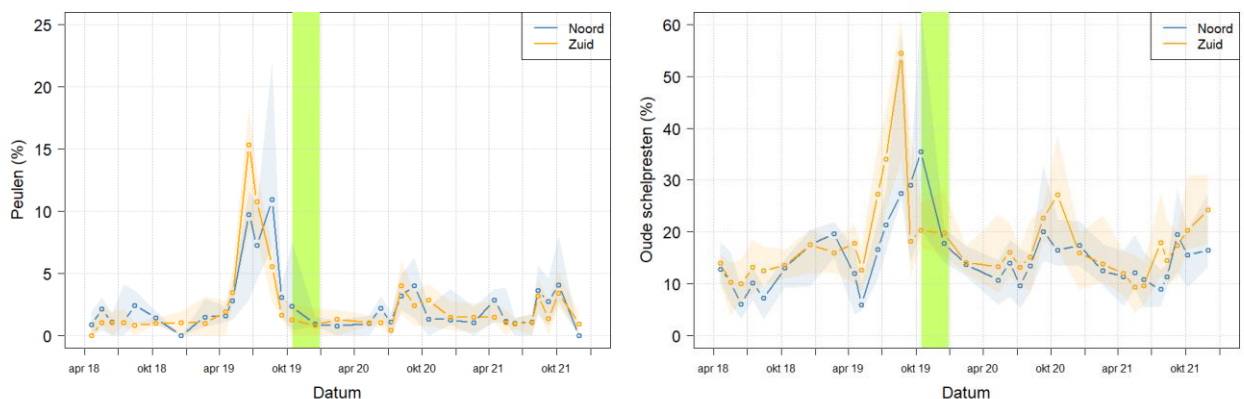 25
20
15
10
5
0
Peulen (%)
Noord
Zuid
apr 18
okt 18
apr 19
okt 19
apr 20
okt 20
apr 21
okt 21
Datum
60
50
40
30
20
10
0
Oude schelpresten (%)
Noord
Zuid
apr 18
okt 18
apr 19
okt 19
apr 20
okt 20
apr 21
okt 21
Datum